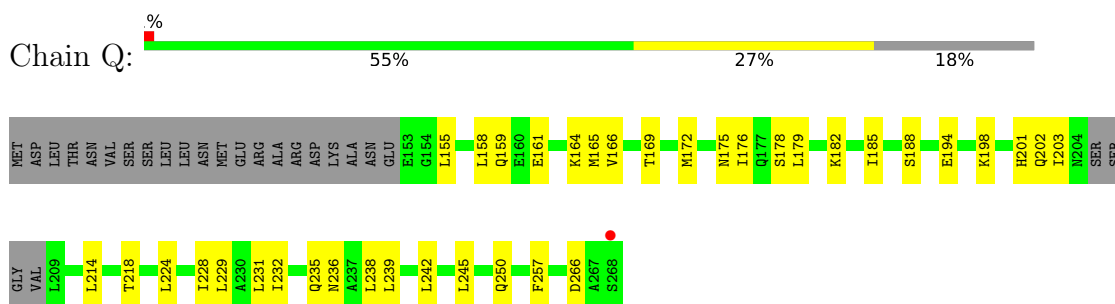 %
Chain Q:
55% 27% 18%
MET ASP LEU THR ASN VAL SER SER LEU LEU ASN MET GLU ARG ALA ARG ASP LYS ALA ASN GLU E153 G154 L155 L158 Q159 E160 E161 K164 M165 V166 T169 M172 N175 I176 Q177 S178 L179 K182 I185 S188 E194 K198 H201 Q202 I203 N204 SER SER
GLY VAL L209 L214 T218 L224 I228 L229 A230 L231 I232 Q235 N236 A237 L238 L239 L242 L245 Q250 F257 D266 A267 S268